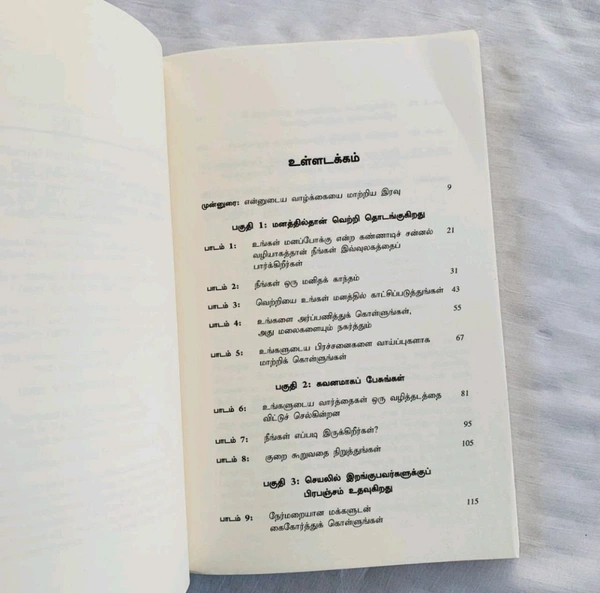 உள்ளடக்கம்
முன்னுரை: என்னுடைய வாழ்க்கையை மாற்றிய இரவு 9
பகுதி 1: மனத்தில்தான் வெற்றி தொடங்குகிறது
பாடம் 1: உங்கள் மனப்போக்கு என்ற கண்ணாடிச் சன்னல் 21
வழியாகத்தான் நீங்கள் இவ்வுலகத்தைப்
பார்க்கிறீர்கள்
பாடம் 2: நீங்கள் ஒரு மனிதக் காந்தம் 31
பாடம் 3: வெற்றியை உங்கள் மனத்தில் காட்சிப்படுத்துங்கள் 43
பாடம் 4: உங்களை அர்ப்பணித்துக் கொள்ளுங்கள், 55
அது மலைகளையும் நகர்த்தும்
பாடம் 5: உங்களுடைய பிரச்சனைகளை வாய்ப்புகளாக 67
மாற்றிக் கொள்ளுங்கள்
பகுதி 2: கவனமாகப் பேசுங்கள்
பாடம் 6: உங்களுடைய வார்த்தைகள் ஒரு வழித்தடத்தை 81
விட்டுச் செல்கின்றன
பாடம் 7: நீங்கள் எப்படி இருக்கிறீர்கள்? 95
பாடம் 8: குறை கூறுவதை நிறுத்துங்கள் 105
பகுதி 3: செயலில் இறங்குபவர்களுக்குப்
பிரபஞ்சம் உதவுகிறது
பாடம் 9: நேர்மறையான மக்களுடன் 115
கைகோர்த்துக் கொள்ளுங்கள்